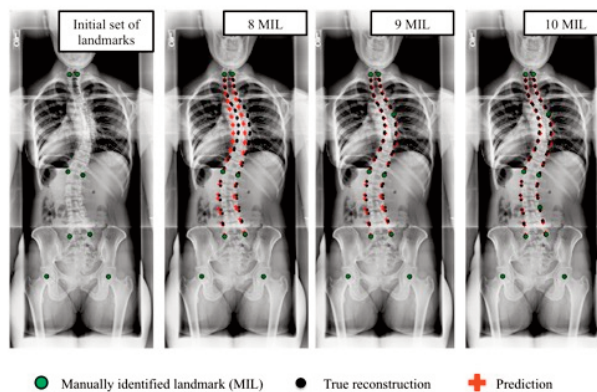 Initial set of
landmarks
8 MIL
9 MIL
10 MIL
Manually identified landmark (MIL)
True reconstruction
Prediction